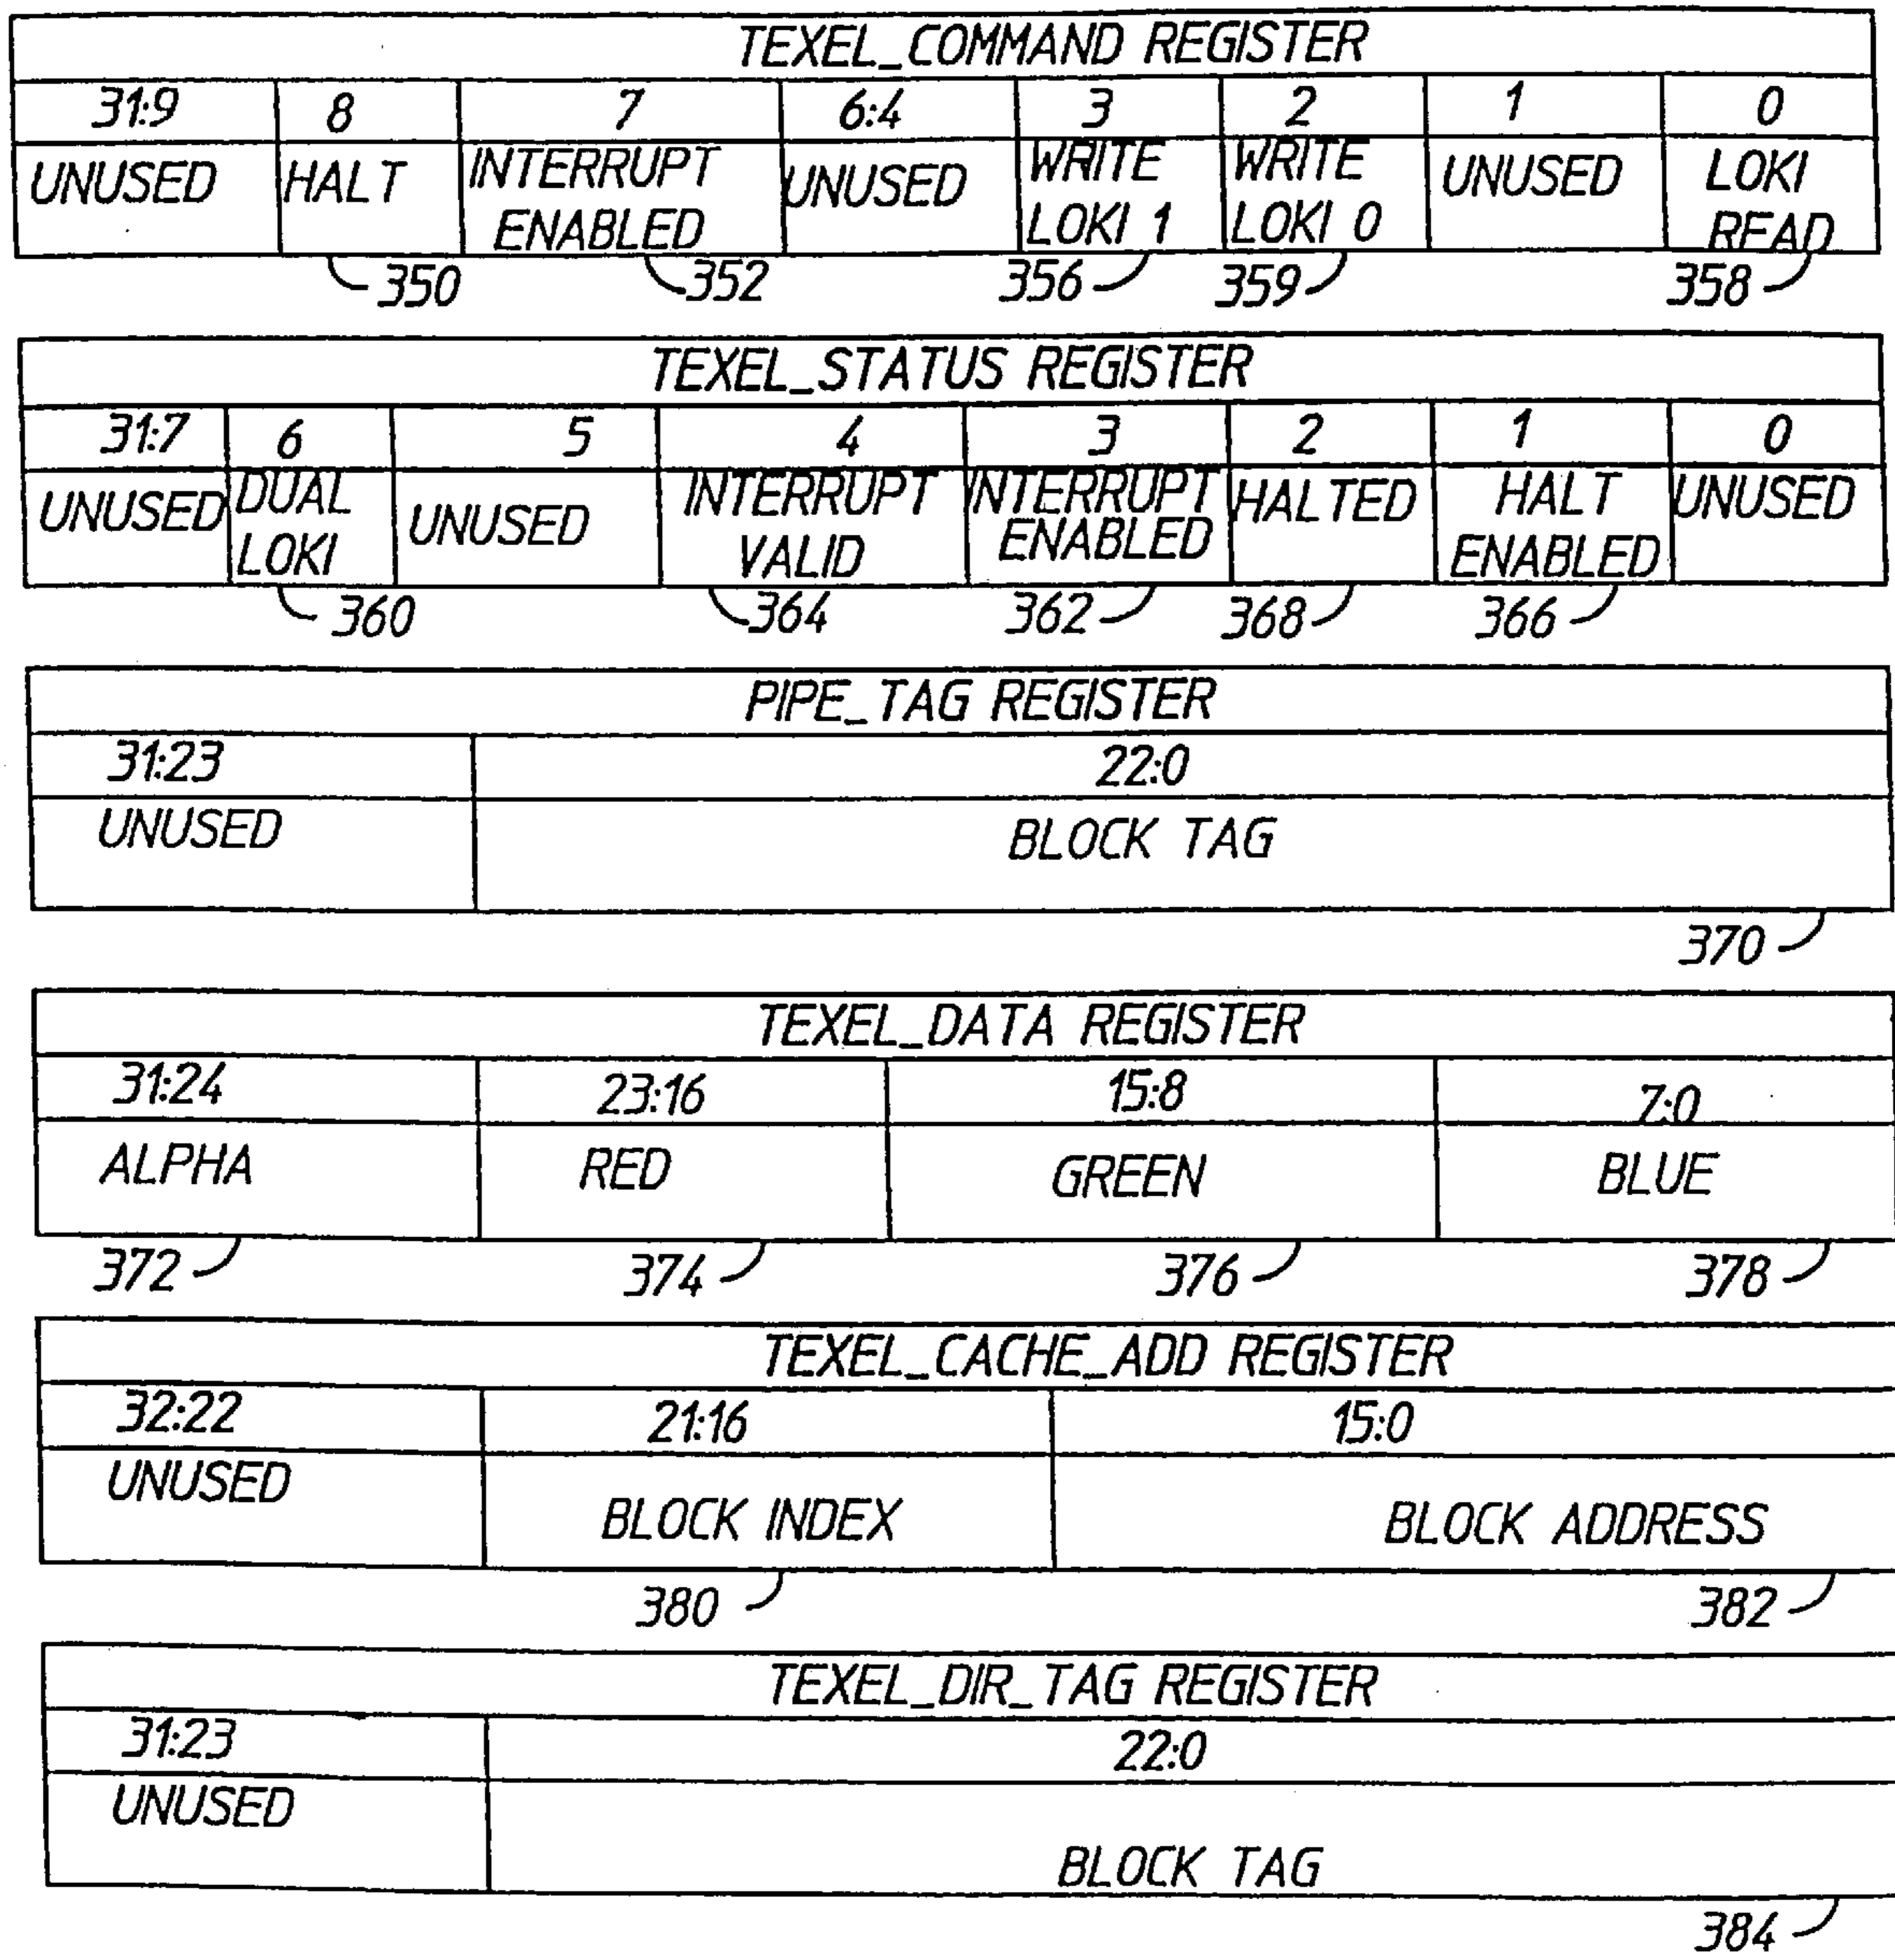 TEXEL_COMMAND REGISTER
31:9 8 7 6:4 3 2 1 0
UNUSED HALT INTERRUPT ENABLED UNUSED WRITE LOKI 1 WRITE LOKI 0 UNUSED LOKI READ
350 352 356 359 358
TEXEL_STATUS REGISTER
31:7 6 5 4 3 2 1 0
UNUSED DUAL LOKI UNUSED INTERRUPT VALID INTERRUPT ENABLED HALTED HALT ENABLED UNUSED
360 364 362 368 366
PIPE_TAG REGISTER
31:23 22:0
UNUSED BLOCK TAG
370
TEXEL_DATA REGISTER
31:24 23:16 15:8 7:0
ALPHA RED GREEN BLUE
372 374 376 378
TEXEL_CACHE_ADD REGISTER
32:22 21:16 15:0
UNUSED BLOCK INDEX BLOCK ADDRESS
380 382
TEXEL_DIR_TAG REGISTER
31:23 22:0
UNUSED BLOCK TAG
384